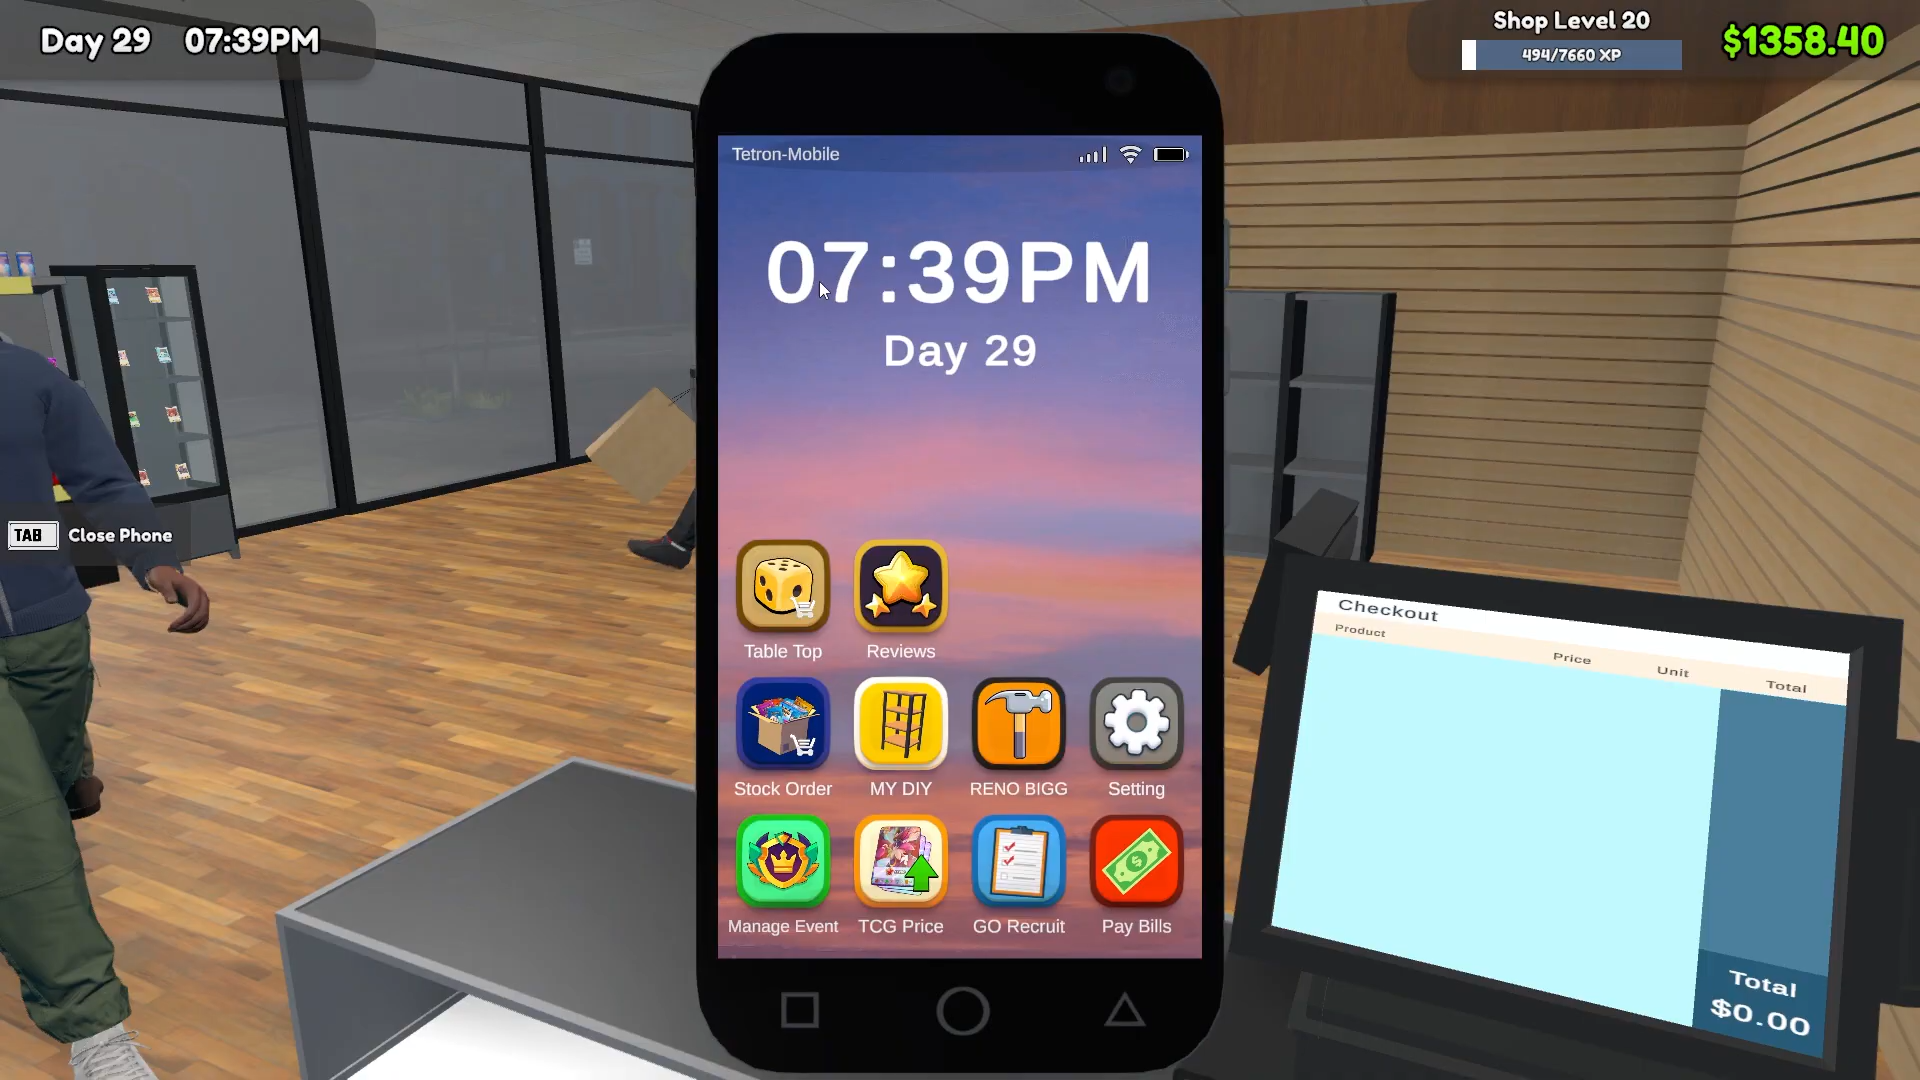 Day 29 07:39PM
Shop Level 20
494/7660 XP
$1358.40
Tetron-Mobile
07:39PM
Day 29
TAB Close Phone
Table Top
Reviews
Stock Order
MY DIY
RENO BIGG
Setting
Manage Event
TCG Price
GO Recruit
Pay Bills
Checkout
Product Price Unit Total
Total
$0.00